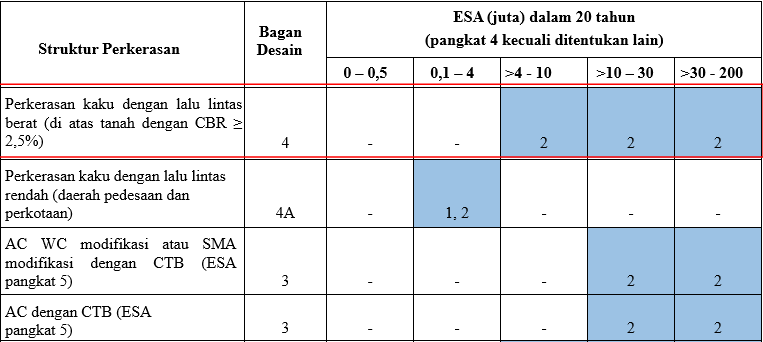 Struktur Perkerasan
Bagan
Desain
ESA (juta) dalam 20 tahun
(pangkat 4 kecuali ditentukan lain)
0 – 0,5 0,1 – 4 >4 - 10 >10 – 30 >30 - 200
Perkerasan kaku dengan lalu lintas
berat (di atas tanah dengan CBR ≥
2,5%) 4 - - 2 2 2
Perkerasan kaku dengan lalu lintas
rendah (daerah pedesaan dan
perkotaan) 4A - 1, 2 - - -
AC WC modifikasi atau SMA
modifikasi dengan CTB (ESA
pangkat 5) 3 - - - 2 2
AC dengan CTB (ESA
pangkat 5) 3 - - - 2 2